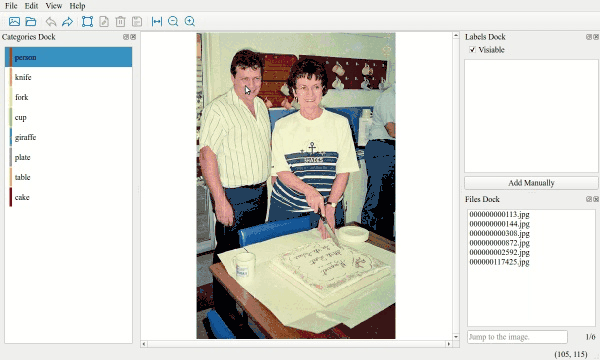 File Edit View Help
Categories Dock
person
knife
fork
cup
giraffe
plate
table
cake
Labels Dock
Visiable
Add Manually
Files Dock
000000000113.jpg
000000000144.jpg
000000000308.jpg
000000000872.jpg
000000002592.jpg
000000117425.jpg
Jump to the image.
1/6
(105, 115)